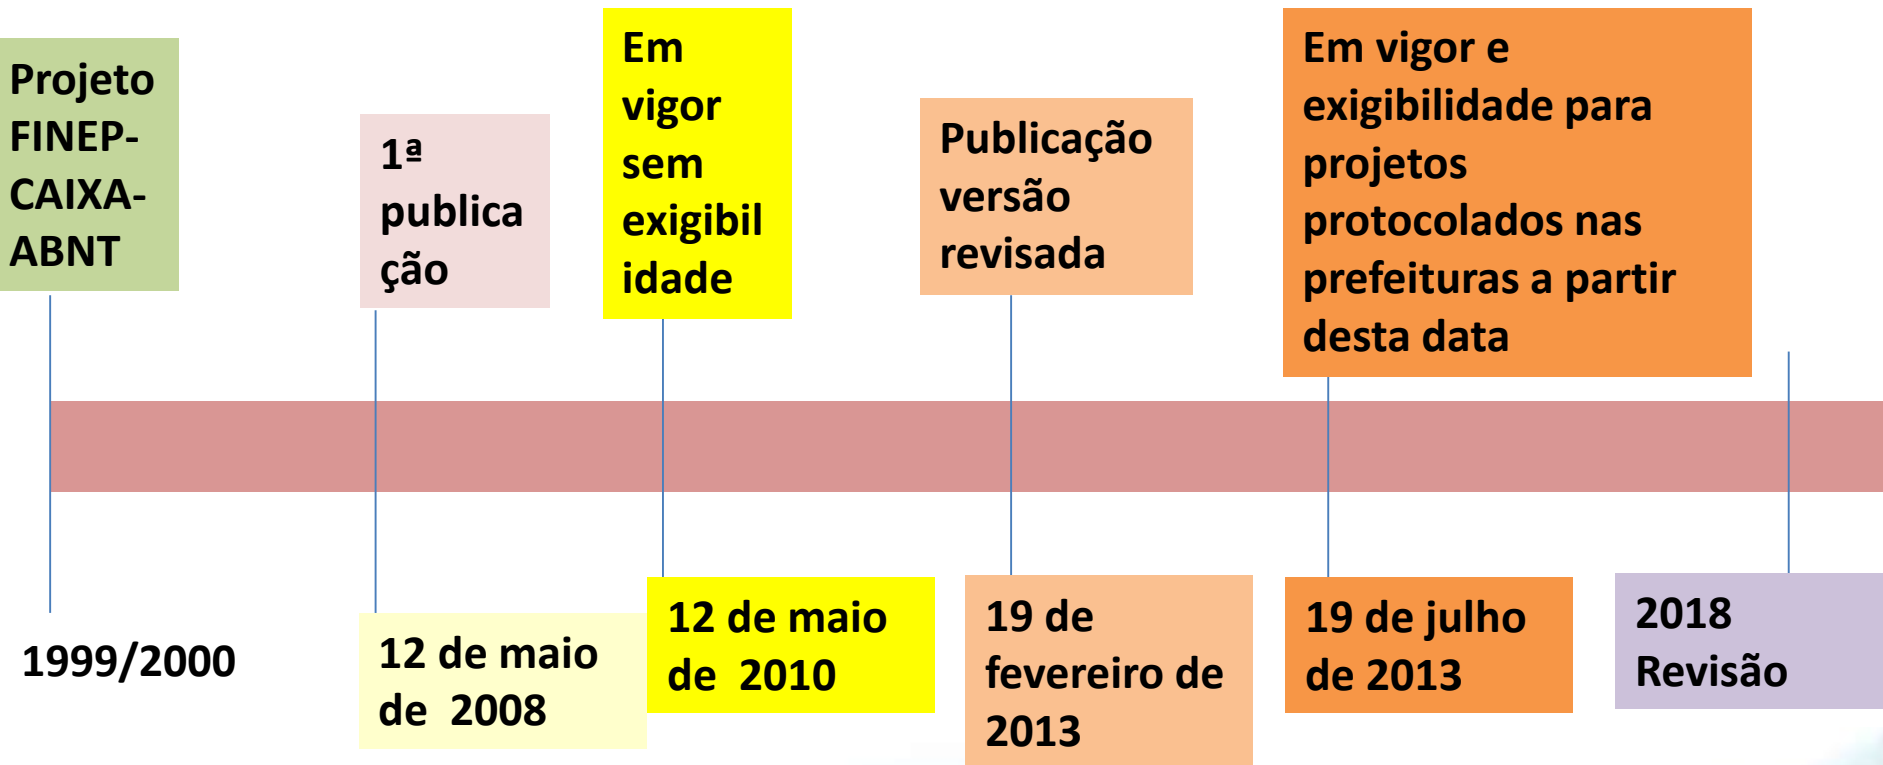 Projeto
FINEP-
CAIXA-
ABNT
1ª
publica
ção
Em
vigor
sem
exigibil
idade
Publicação
versão
revisada
Em vigor e
exigibilidade para
projetos
protocolados nas
prefeituras a partir
desta data
1999/2000
12 de maio
de 2008
12 de maio
de 2010
19 de
fevereiro de
2013
19 de julho
de 2013
2018
Revisão